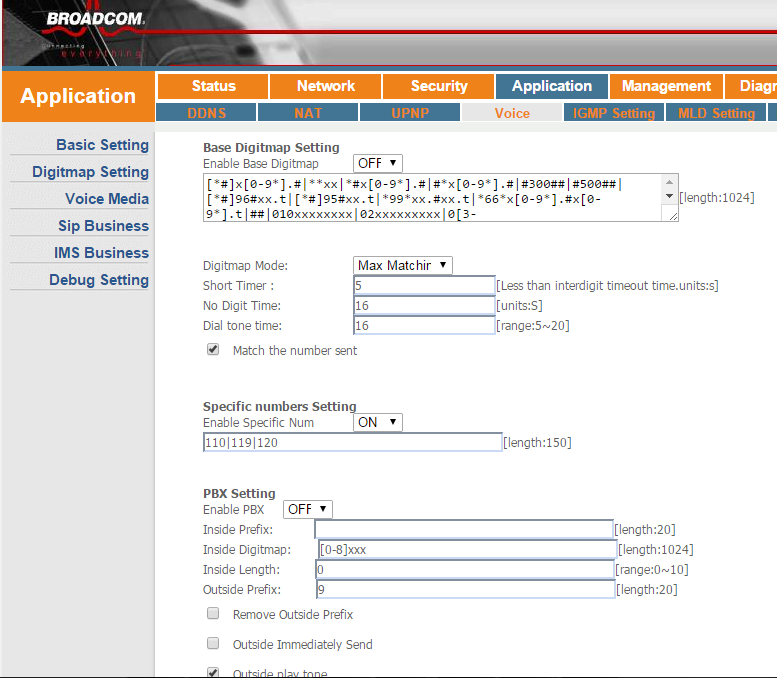 BROADCOM.
Connecting
everything
Application
Status Network Security Application Management Diagr
DDNS NAT UPNP Voice IGMP Setting MLD Setting
Basic Setting
Digitmap Setting
Voice Media
Sip Business
IMS Business
Debug Setting
Base Digitmap Setting
Enable Base Digitmap OFF
[*#]x[0-9*].#|**xx|*#x[0-9*].#|#*x[0-9*].#|#300##|#500##|
[*#]96#xx.t|[*#]95#xx.t|*99*xx.#xx.t|*66*x[0-9*].#x[0-
9*].t|##|010xxxxxxxx|02xxxxxxxxx|0[3-
[length:1024]
Digitmap Mode: Max Matchir
Short Timer : 5 [Less than interdigit timeout time.units:s]
No Digit Time: 16 [units:S]
Dial tone time: 16 [range:5~20]
Match the number sent
Specific numbers Setting
Enable Specific Num ON
110|119|120 [length:150]
PBX Setting
Enable PBX OFF
Inside Prefix: [length:20]
Inside Digitmap: [0-8]xxx [length:1024]
Inside Length: 0 [range:0~10]
Outside Prefix: 9 [length:20]
Remove Outside Prefix
Outside Immediately Send
Outside play tone